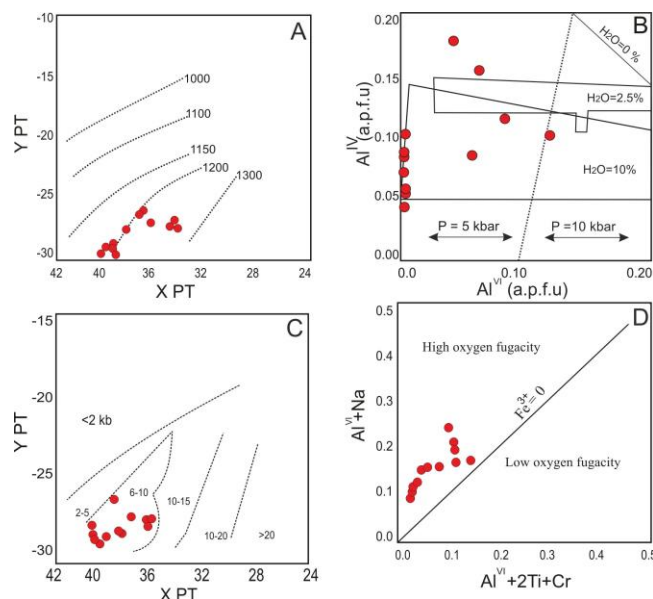 A
-10
-15
-20
-25
-30
Y PT
1000
1100
1150
1200
1300
42
40
36
32
28
24
X PT
B
0.20
0.15
0.10
0.05
0.00
Al^IV (a.p.f.u)
H2O=0 %
H2O=2.5%
H2O=10%
P = 5 kbar
P =10 kbar
0.0
0.10
0.20
Al^VI (a.p.f.u)
C
-15
-20
-25
-30
Y PT
<2 kb
2-5
6-10
10-15
10-20
>20
42
40
36
32
28
24
X PT
D
0.5
0.4
0.3
0.2
0.1
0.0
Al^VI+Na
High oxygen fugacity
Fe^3+= 0
Low oxygen fugacity
0.0
0.1
0.2
0.3
0.4
0.5
Al^VI+2Ti+Cr